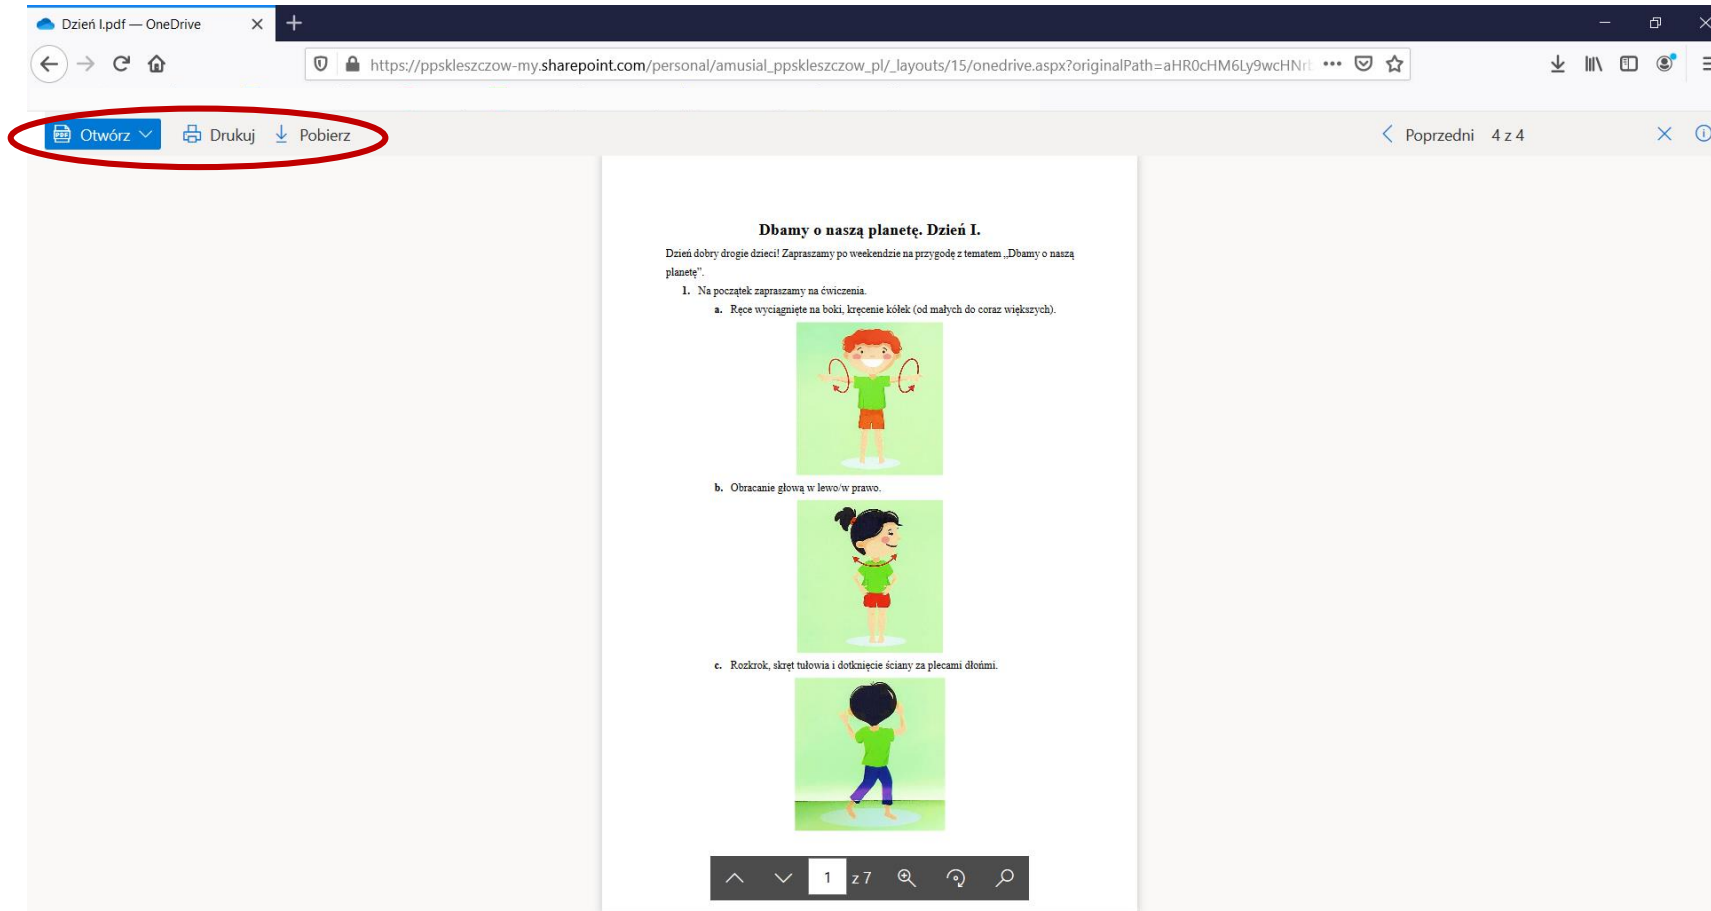 Dzień I.pdf — OneDrive
https://ppskleszczow-my.sharepoint.com/personal/amusial_ppskleszczow_pl/_layouts/15/onedrive.aspx?originalPath=aHR0cHM6Ly9wcHNr
PDF Otwórz Drukuj Pobierz
Poprzedni 4 z 4
Dbamy o naszą planetę. Dzień I.
Dzień dobry drogie dzieci! Zapraszamy po weekendzie na przygodę z tematem „Dbamy o naszą
planetę”.
1. Na początek zapraszamy na ćwiczenia.
a. Ręce wyciągnięte na boki, kręcenie kółek (od małych do coraz większych).
b. Obracanie głową w lewo/w prawo.
c. Rozkrok, skręt tułowia i dotknięcie ściany za plecami dłońmi.
1 z 7